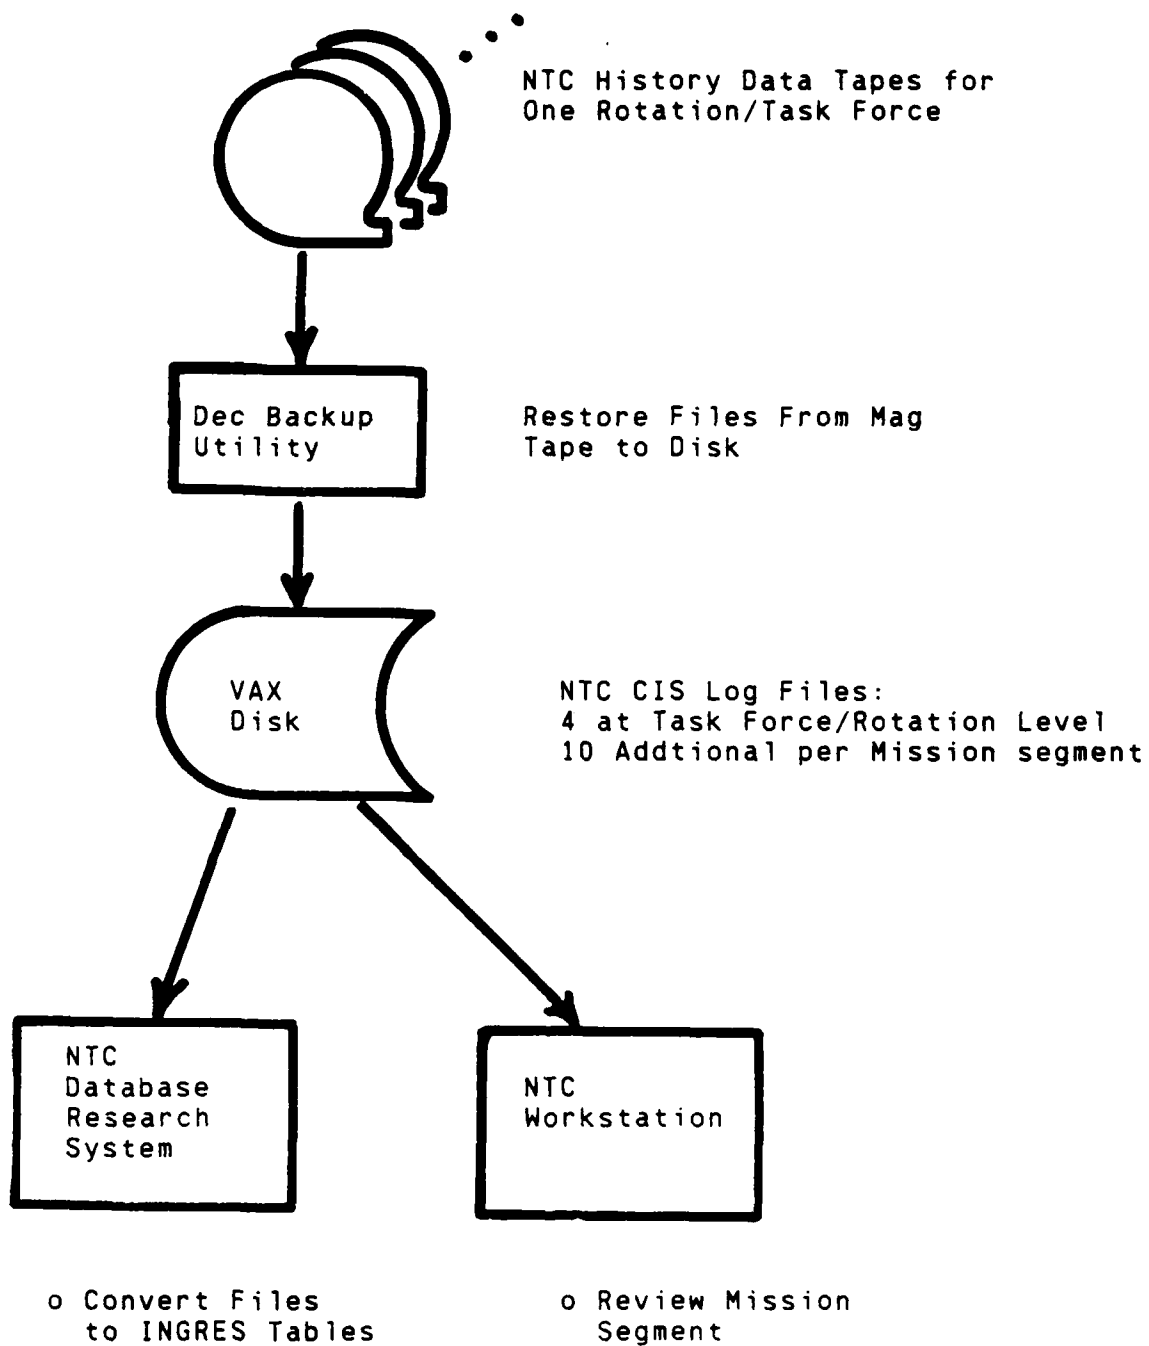 NTC History Data Tapes for
One Rotation/Task Force
Dec Backup
Utility
Restore Files From Mag
Tape to Disk
VAX
Disk
NTC CIS Log Files:
4 at Task Force/Rotation Level
10 Addtional per Mission segment
NTC
Database
Research
System
NTC
Workstation
o Convert Files
to INGRES Tables
o Review Mission
Segment